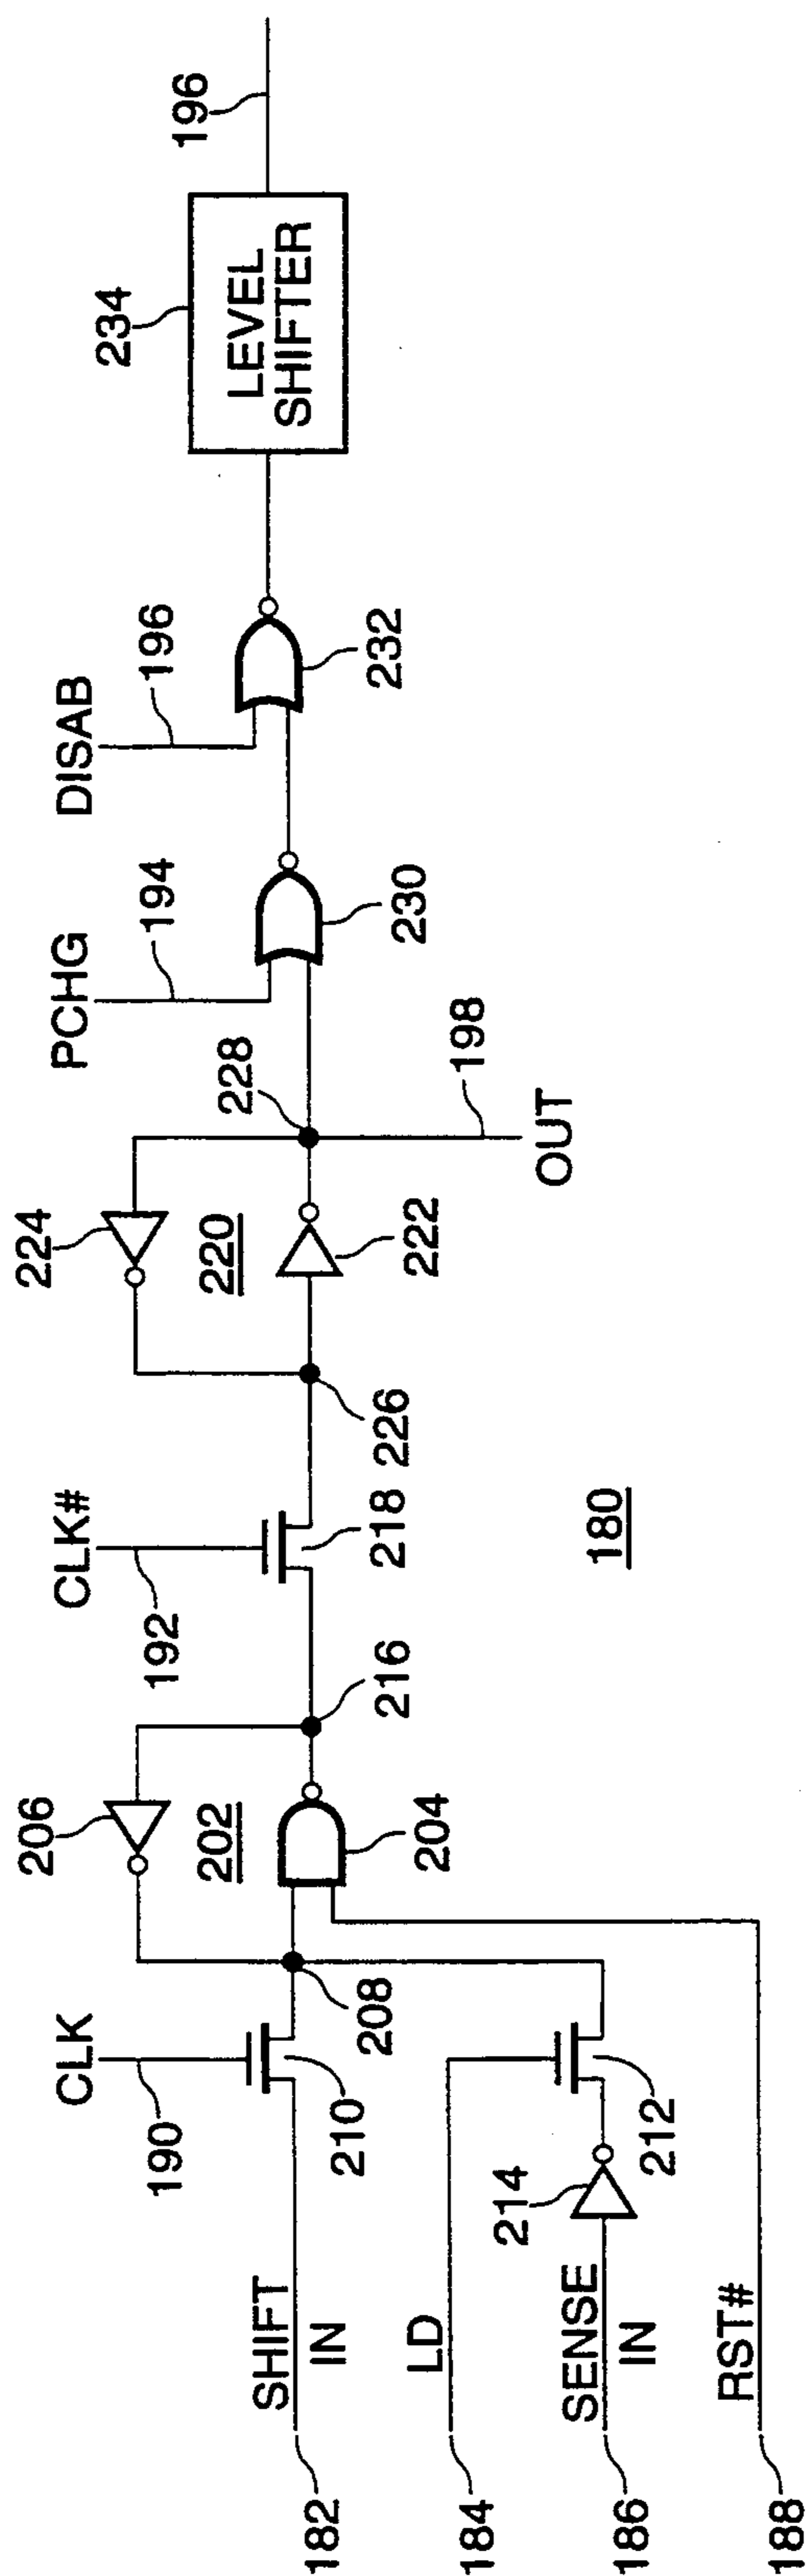 182
SHIFT
IN
190
CLK
210
208
206
202
204
216
192
CLK#
218
226
224
220
222
228
OUT
198
PCHG
194
230
DISAB
196
232
234
LEVEL
SHIFTER
196
184
LD
186
SENSE
IN
214
212
188
RST#
180